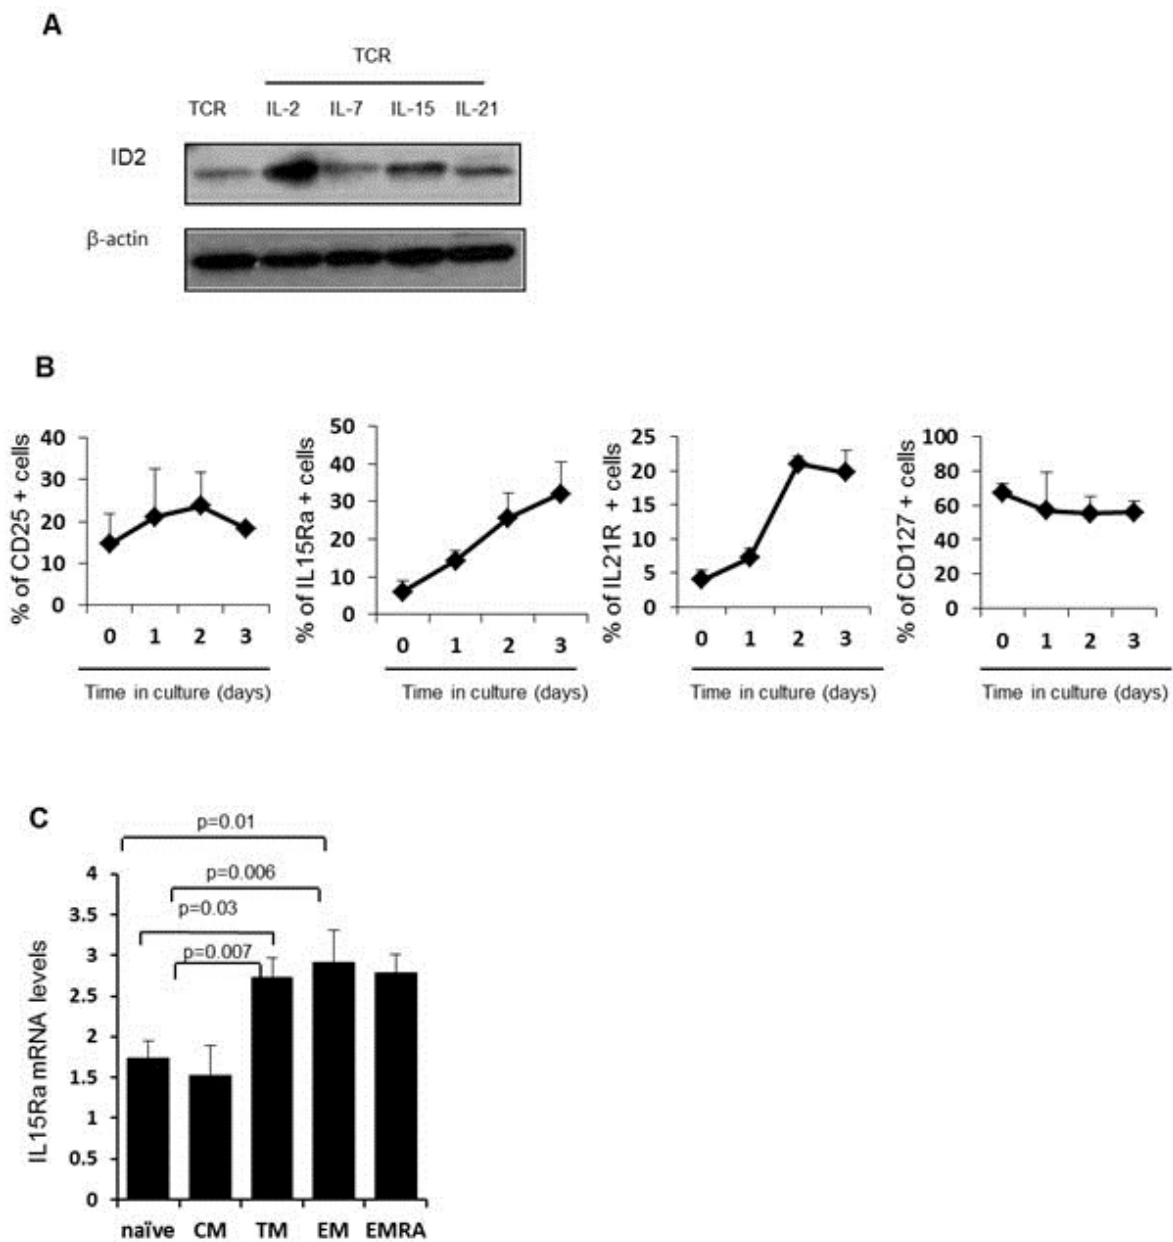 A
TCR
TCR IL-2 IL-7 IL-15 IL-21
ID2
β-actin
B
% of CD25 + cells
40
30
20
10
0
0 1 2 3
Time in culture (days)
% of IL15Ra + cells
50
40
30
20
10
0
0 1 2 3
Time in culture (days)
% of IL21R + cells
25
20
15
10
5
0
0 1 2 3
Time in culture (days)
% of CD127 + cells
100
80
60
40
20
0
0 1 2 3
Time in culture (days)
C
p=0.01
p=0.006
p=0.03
p=0.007
IL15Ra mRNA levels
4
3.5
3
2.5
2
1.5
1
0.5
0
naïve CM TM EM EMRA